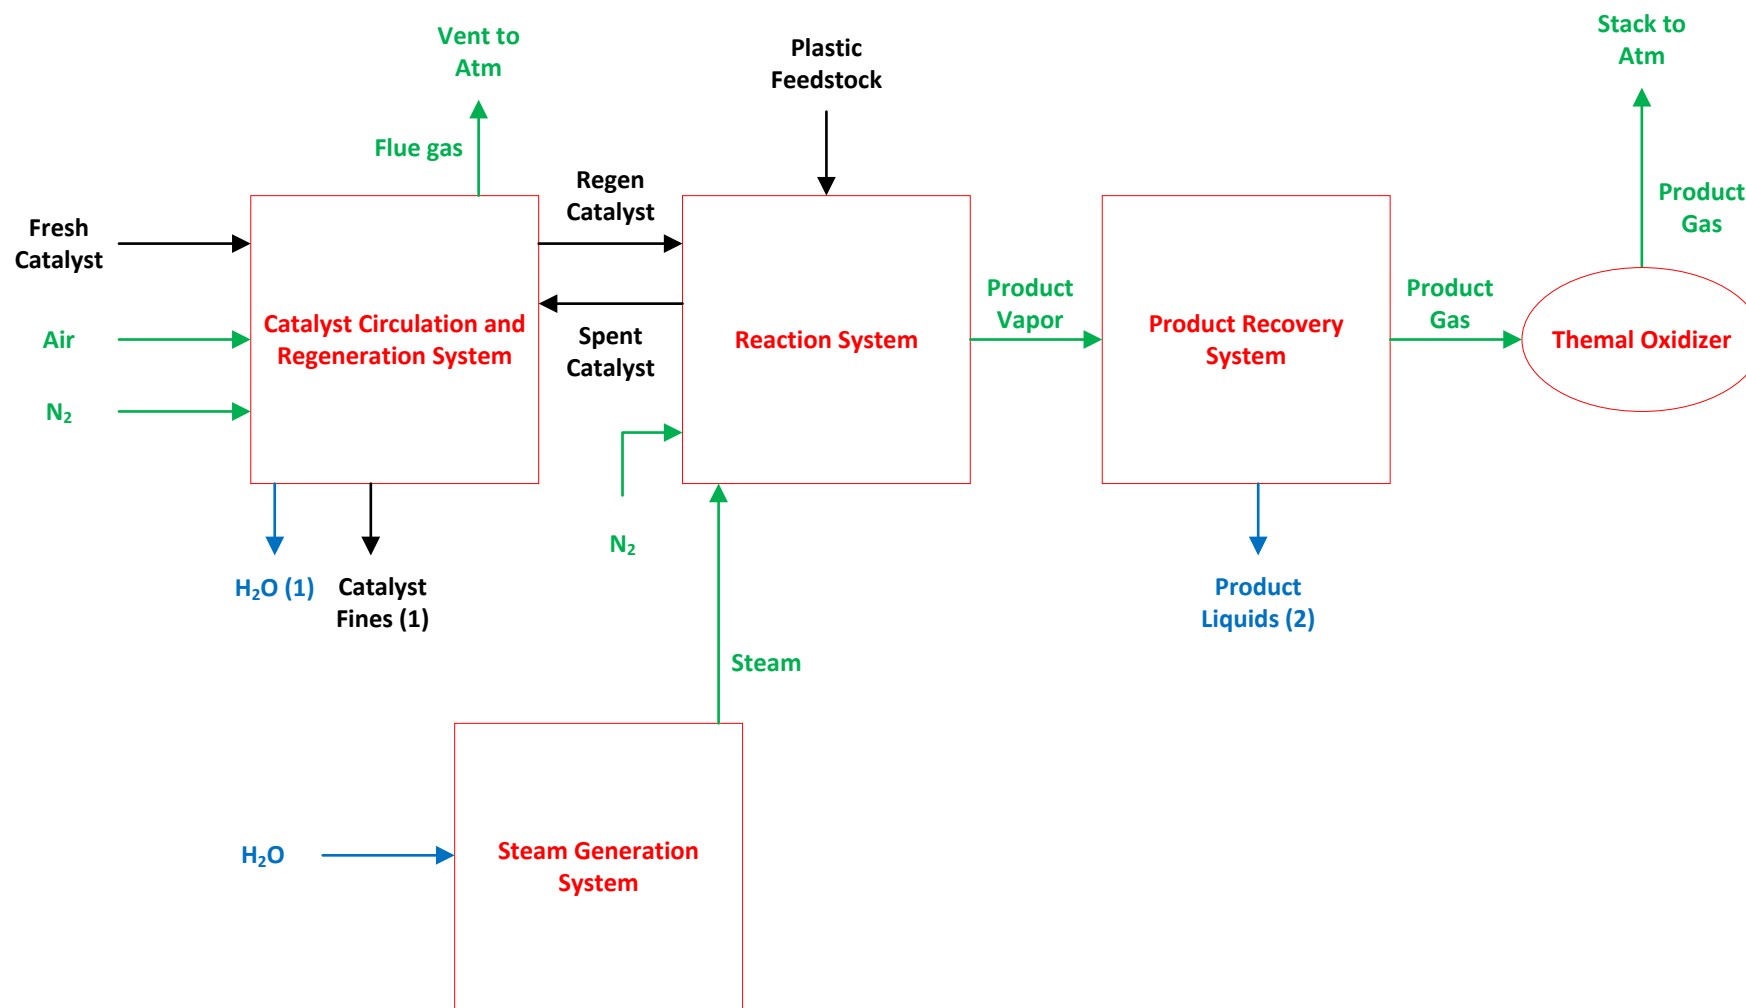 Vent to
Atm
Plastic
Feedstock
Stack to
Atm
Flue gas
Regen
Catalyst
Product
Gas
Fresh
Catalyst
Product
Vapor
Product
Gas
Catalyst Circulation and
Regeneration System
Air
Spent
Catalyst
Reaction System
Product Recovery
System
Themal Oxidizer
N₂
N₂
H₂O (1)
Catalyst
Fines (1)
Product
Liquids (2)
Steam
H₂O
Steam Generation
System